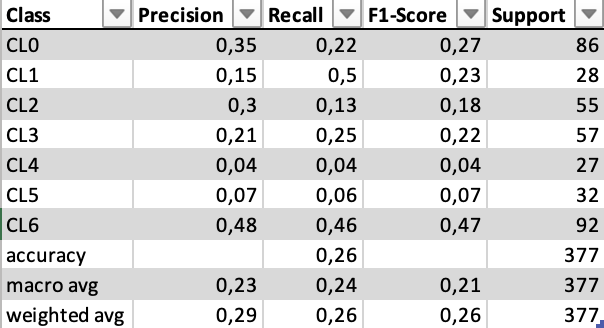 Class Precision Recall F1-Score Support
CL0 0,35 0,22 0,27 86
CL1 0,15 0,5 0,23 28
CL2 0,3 0,13 0,18 55
CL3 0,21 0,25 0,22 57
CL4 0,04 0,04 0,04 27
CL5 0,07 0,06 0,07 32
CL6 0,48 0,46 0,47 92
accuracy 0,26 377
macro avg 0,23 0,24 0,21 377
weighted avg 0,29 0,26 0,26 377